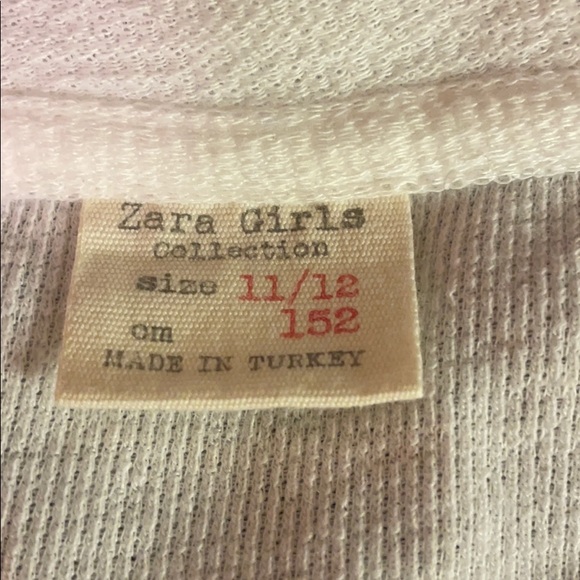 Zara Girls
Collection
size 11/12
cm 152
MADE IN TURKEY